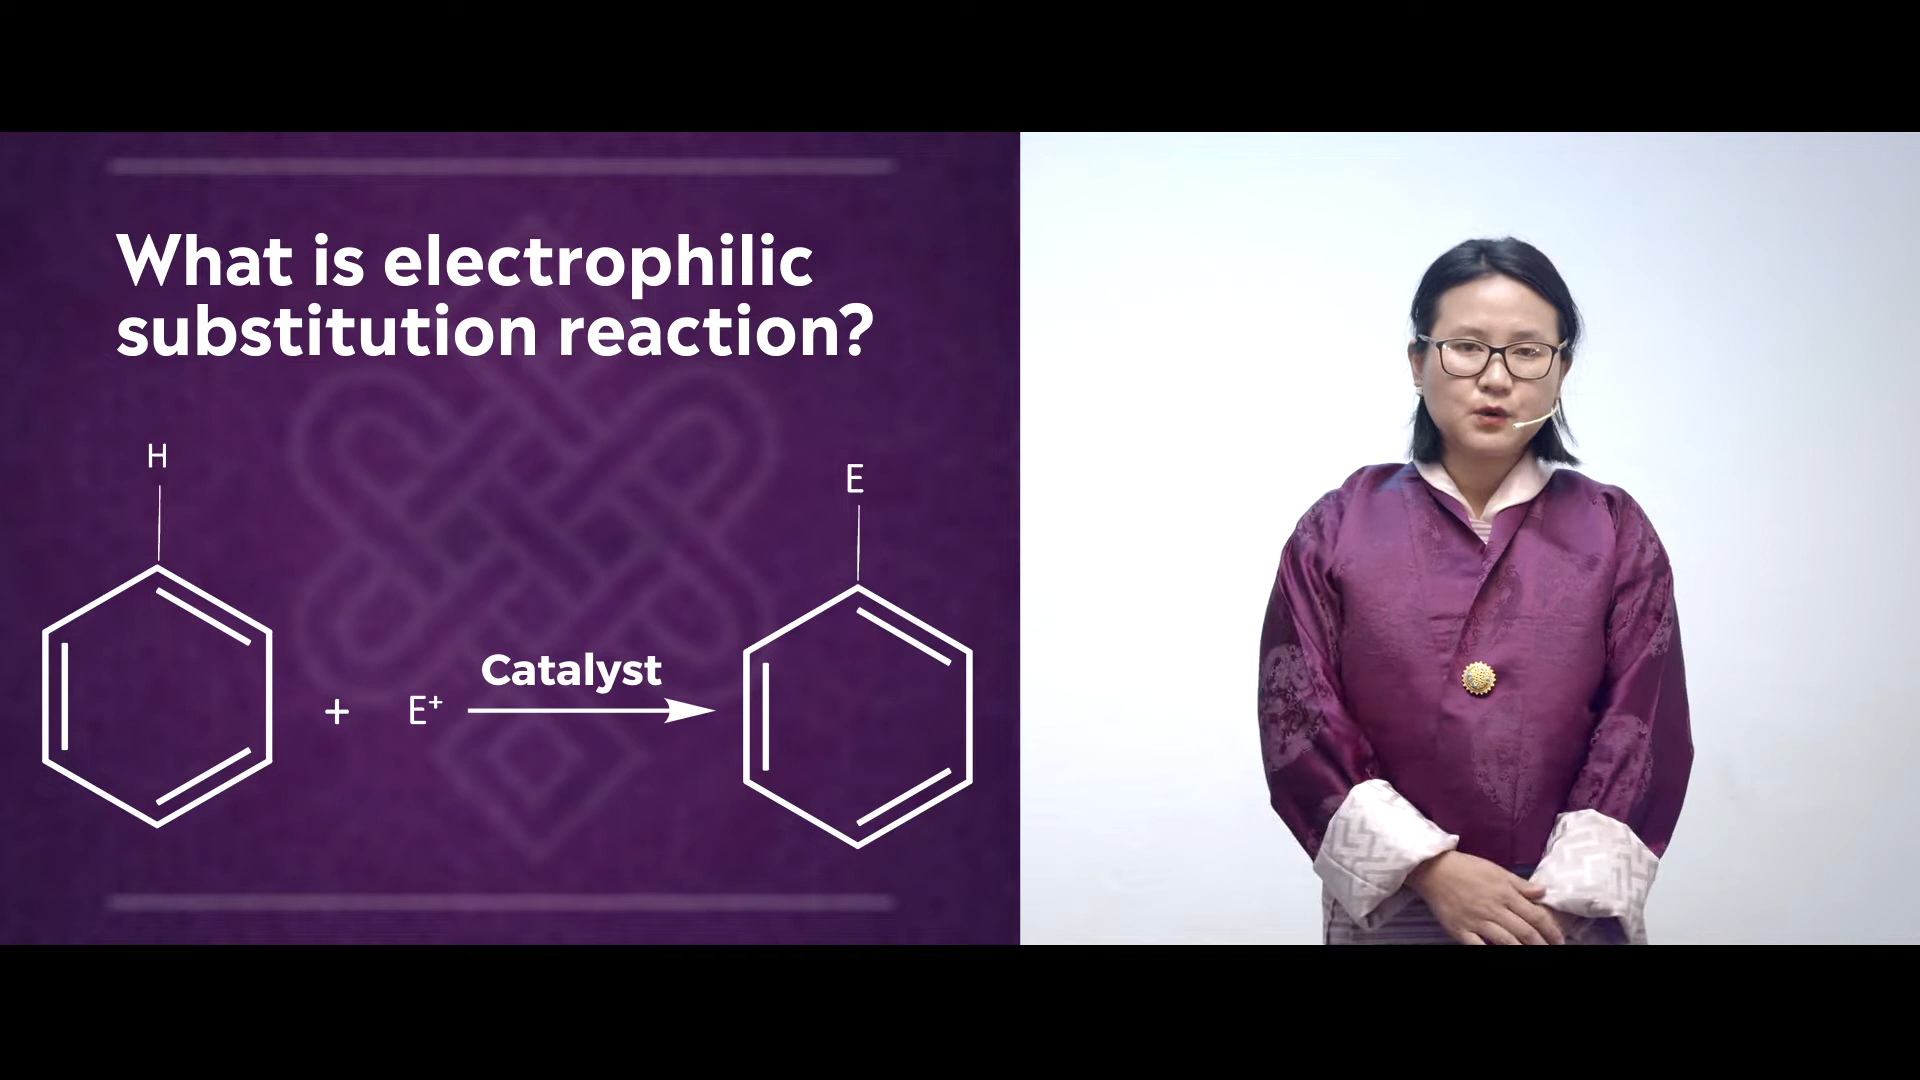 What is electrophilic
substitution reaction?
H
E
Catalyst
+ E⁺